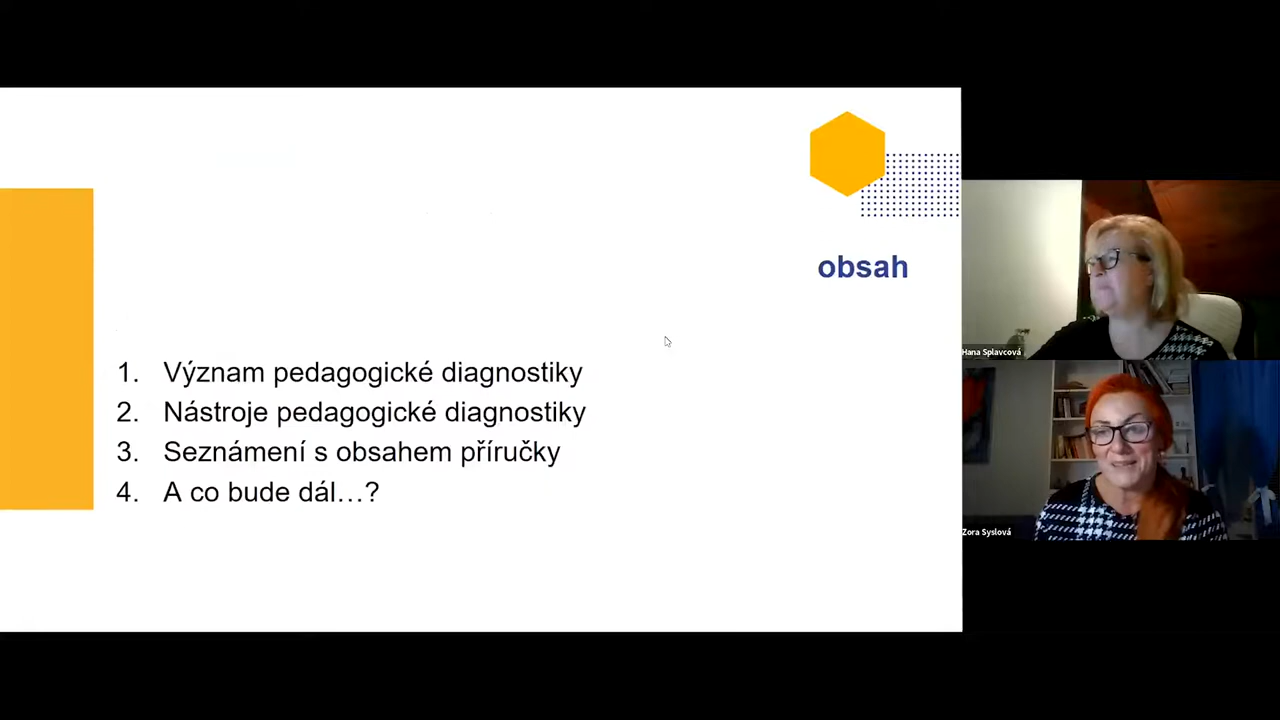 obsah
1. Význam pedagogické diagnostiky
2. Nástroje pedagogické diagnostiky
3. Seznámení s obsahem příručky
4. A co bude dál…?
Hana Splavcová
Zora Syslová